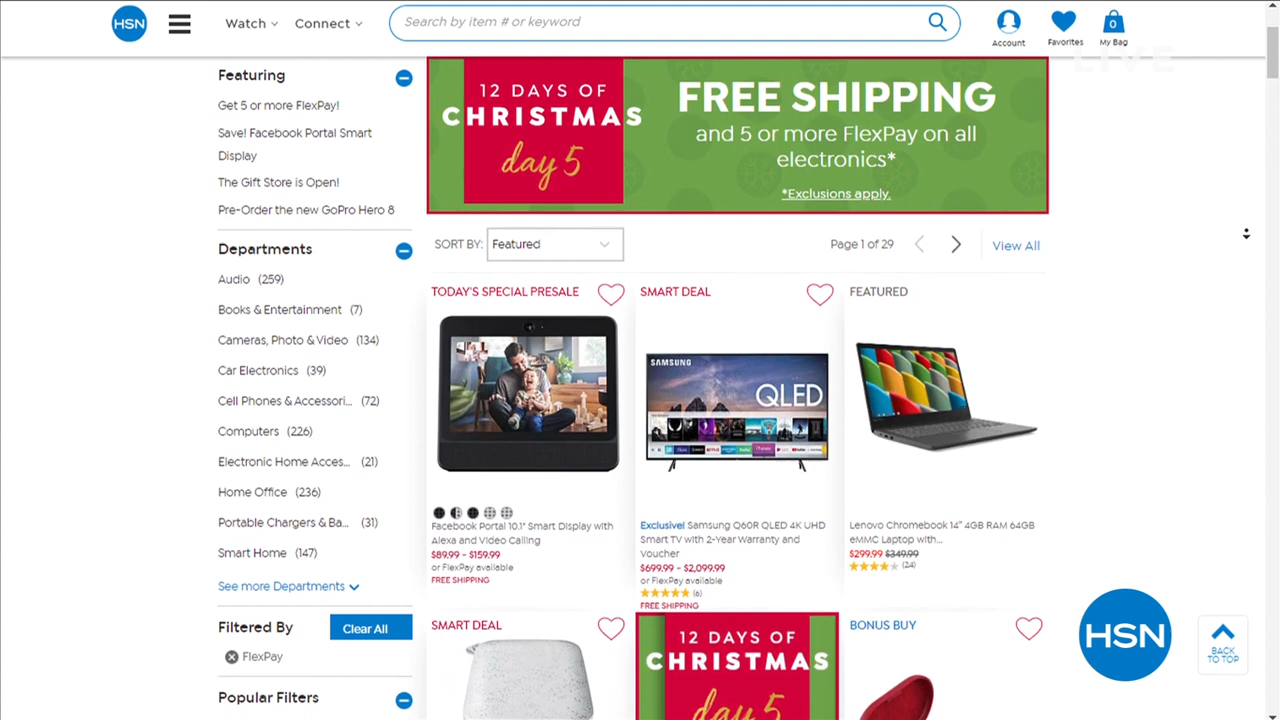 HSN
Watch
Connect
Search by item # or keyword
Account
Favorites
0
My Bag
LIVE
Featuring
Get 5 or more FlexPay!
Save! Facebook Portal Smart
Display
The Gift Store is Open!
Pre-Order the new GoPro Hero 8
Departments
Audio (259)
Books & Entertainment (7)
Cameras, Photo & Video (134)
Car Electronics (39)
Cell Phones & Accessori... (72)
Computers (226)
Electronic Home Acces... (21)
Home Office (236)
Portable Chargers & Ba... (31)
Smart Home (147)
See more Departments
Filtered By
Clear All
FlexPay
Popular Filters
12 DAYS OF
CHRISTMAS
day 5
FREE SHIPPING
and 5 or more FlexPay on all
electronics*
*Exclusions apply.
SORT BY:
Featured
Page 1 of 29
View All
TODAY'S SPECIAL PRESALE
Facebook Portal 10.1" Smart Display with
Alexa and Video Calling
$89.99 - $159.99
or FlexPay available
FREE SHIPPING
SMART DEAL
SAMSUNG
QLED
Exclusive! Samsung Q60R QLED 4K UHD
Smart TV with 2-Year Warranty and
Voucher
$699.99 - $2,099.99
or FlexPay available
(6)
FREE SHIPPING
FEATURED
Lenovo Chromebook 14" 4GB RAM 64GB
eMMC Laptop with...
$299.99 $349.99
(24)
SMART DEAL
12 DAYS OF
CHRISTMAS
day 5
BONUS BUY
HSN
BACK
TO TOP